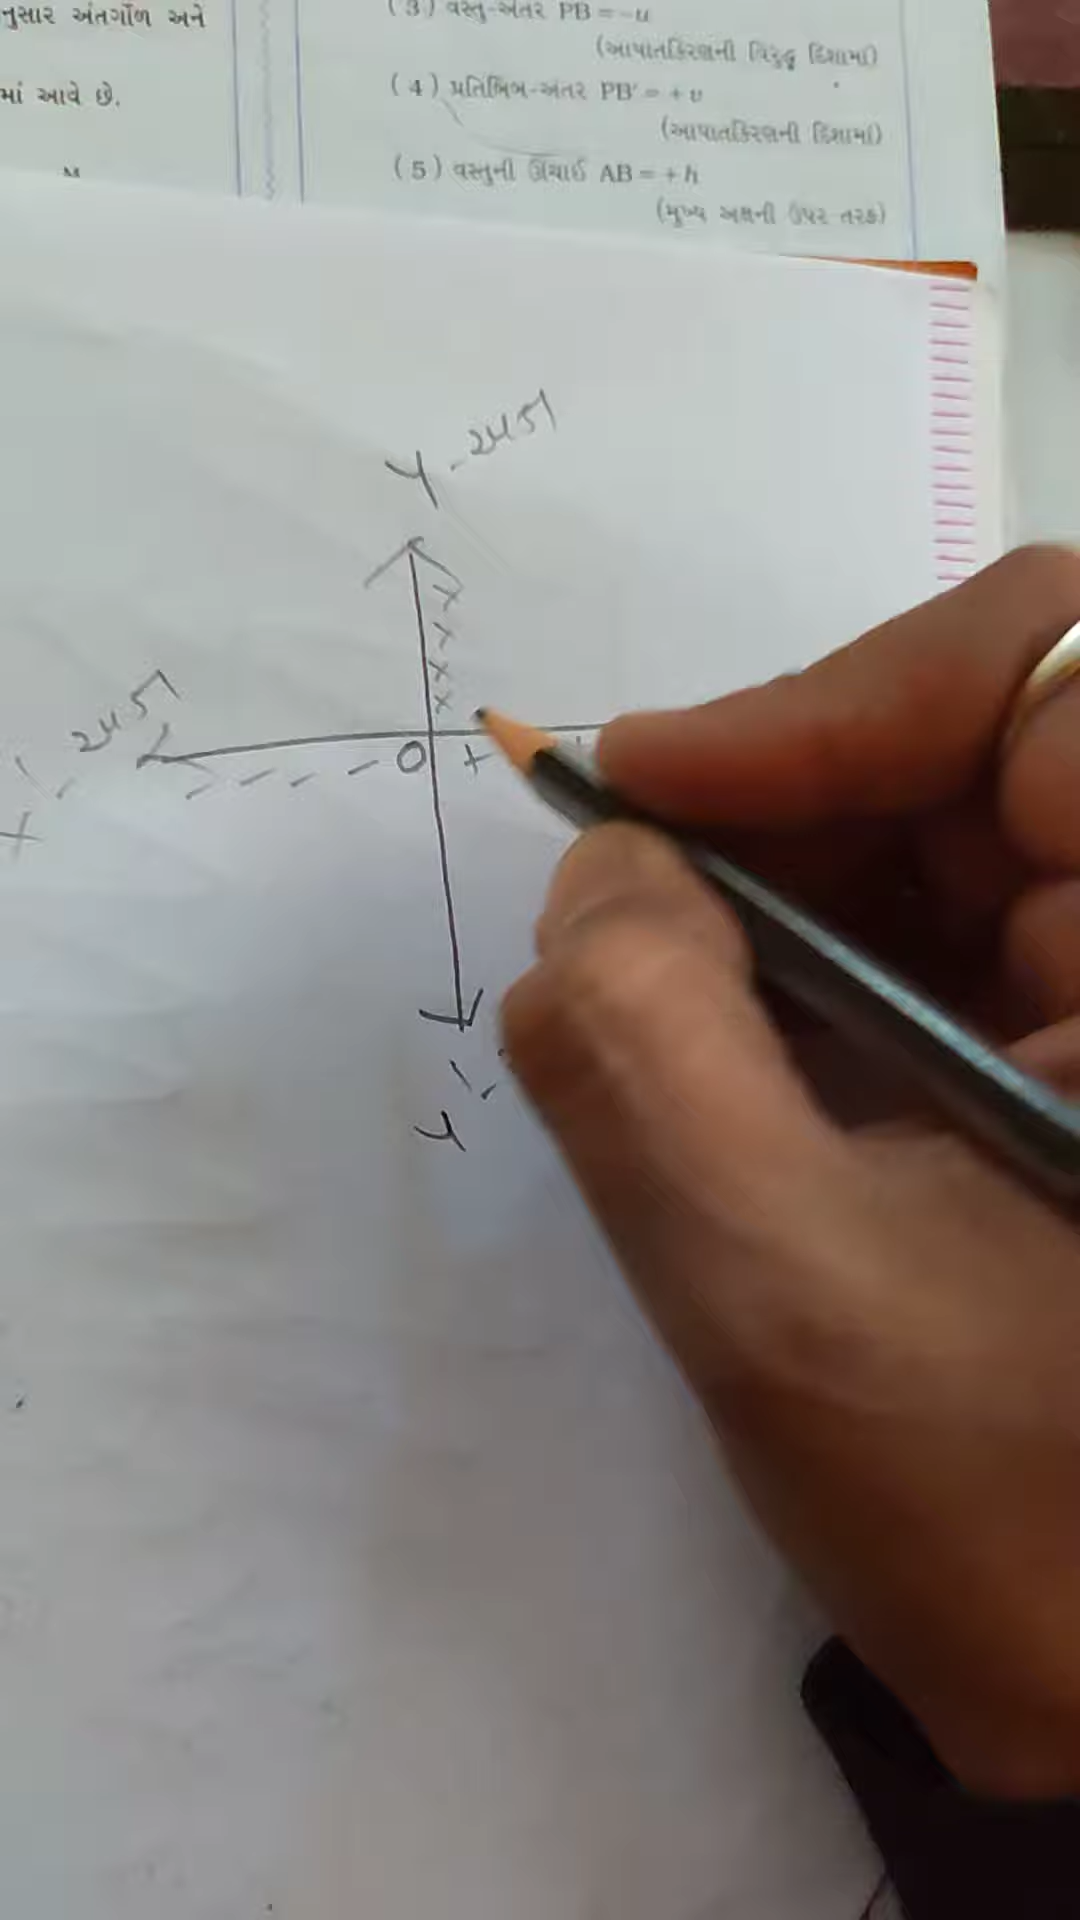 નુસાર અંતર્ગોળ અને
માં આવે છે.
M
(3) વસ્તુ-અંતર PB = -u
(આપાતકિરણની વિરુદ્ધ દિશામાં)
(4) પ્રતિબિંબ-અંતર PB' = + v
(આપાતકિરણની દિશામાં)
(5) વસ્તુની ઊંચાઈ AB = + h
(મુખ્ય અક્ષની ઉપર તરફ)
Y - અક્ષ
અક્ષ
X'
O +
Y'